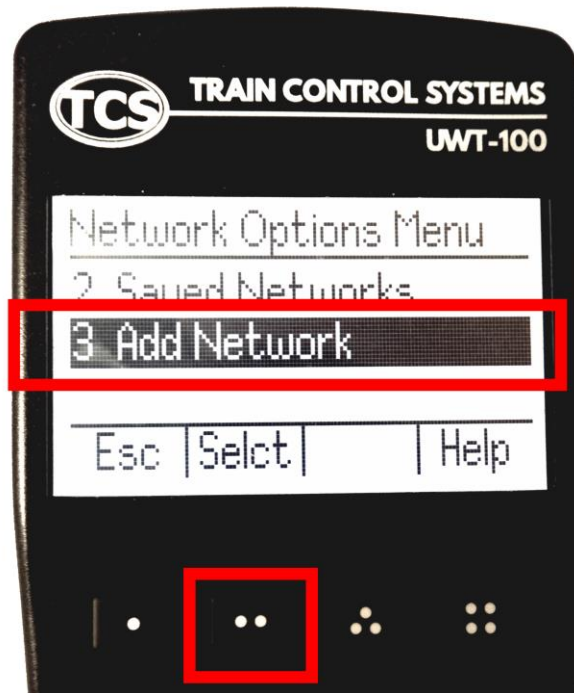 TCS TRAIN CONTROL SYSTEMS
UWT-100
Network Options Menu
2 Saved Networks
3 Add Network
Esc Selct Help